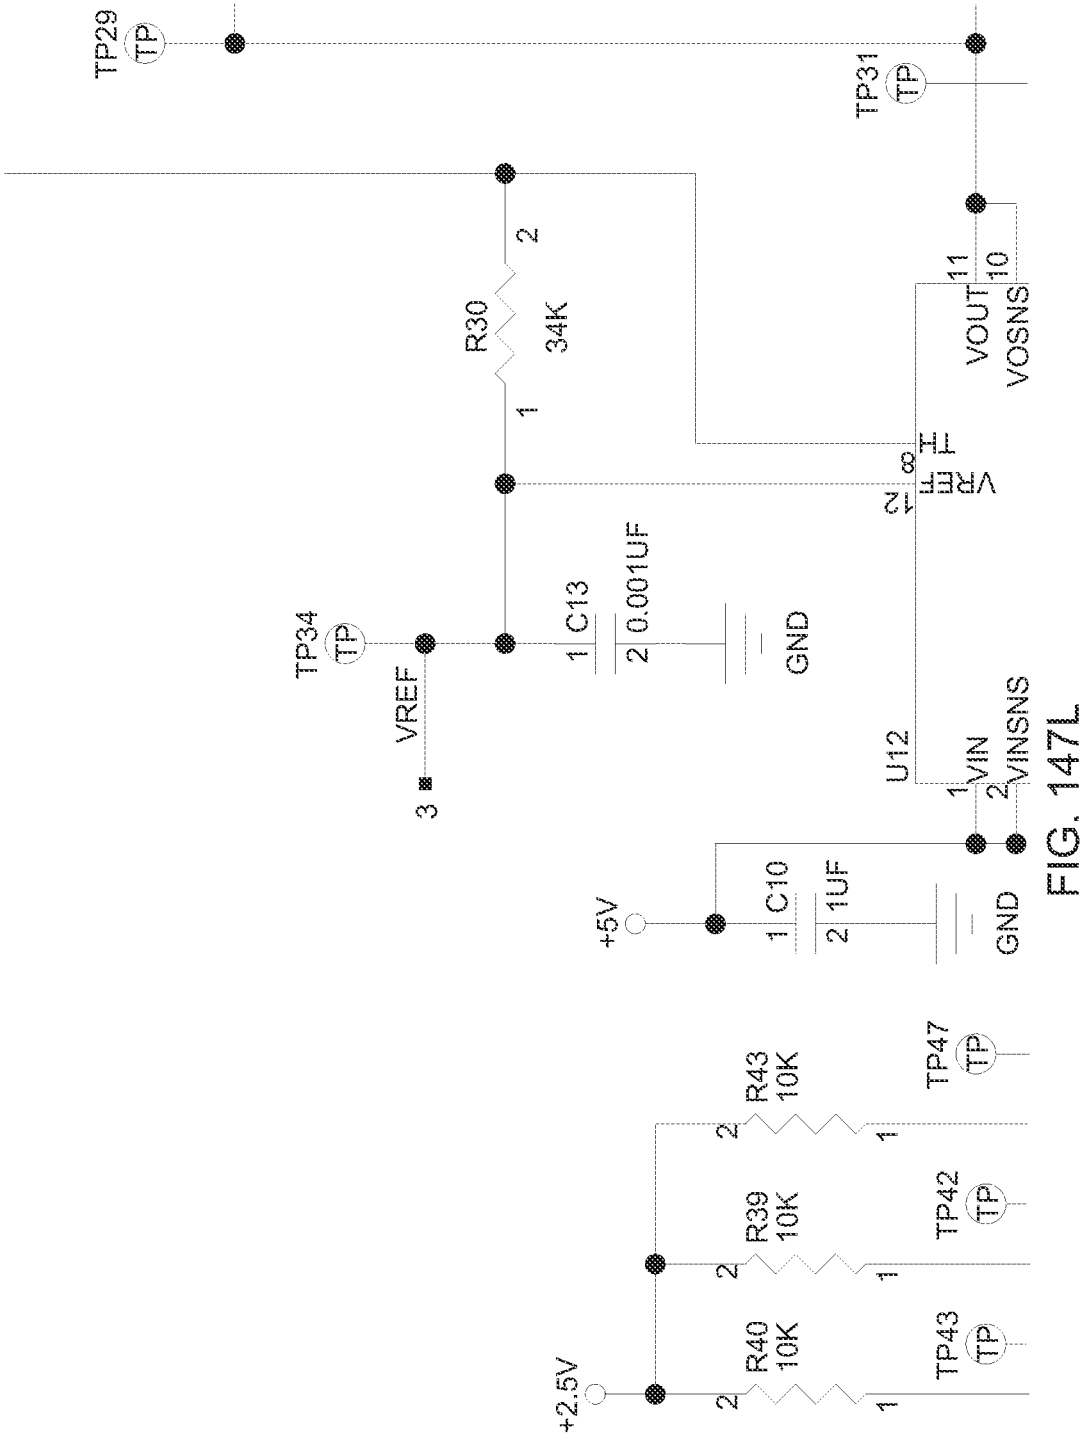 TP29
TP
TP31
TP
R30
1
2
34K
TP34
TP
VREF
3
1
C13
2
0.001UF
GND
12
8
VREF
TH
VOUT
11
VOSNS
10
U12
1
VIN
2
VINSNS
+5V
1
C10
2
1UF
GND
+2.5V
2
R40
10K
1
2
R39
10K
1
2
R43
10K
1
TP43
TP
TP42
TP
TP47
TP
FIG. 147L